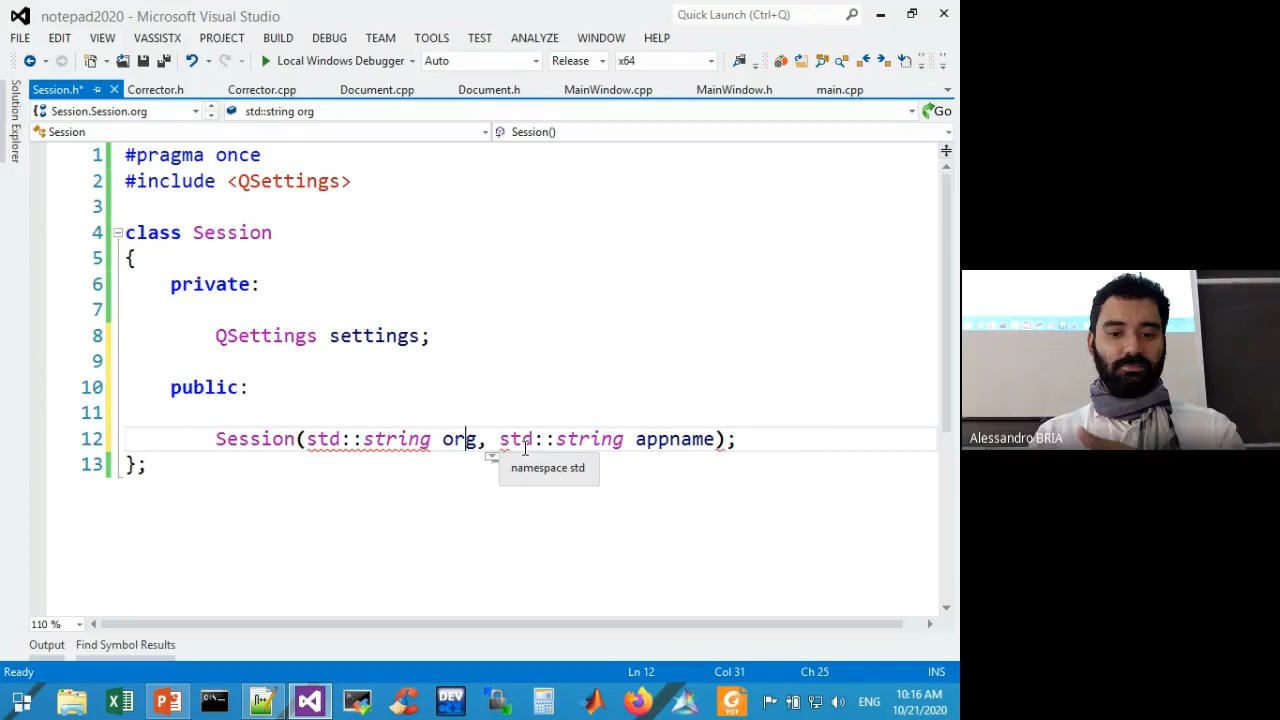 notepad2020 - Microsoft Visual Studio
Quick Launch (Ctrl+Q)
FILE EDIT VIEW VASSISTX PROJECT BUILD DEBUG TEAM TOOLS TEST ANALYZE WINDOW HELP
Local Windows Debugger Auto Release x64
Session.h* Corrector.h Corrector.cpp Document.cpp Document.h MainWindow.cpp MainWindow.h main.cpp
Solution Explorer
Session.Session.org std::string org Go
Session Session()
1 #pragma once
2 #include <QSettings>
3
4 class Session
5 {
6 private:
7
8 QSettings settings;
9
10 public:
11
12 Session(std::string org, std::string appname);
13 };
namespace std
Alessandro BRIA
110 %
Output Find Symbol Results
Ready Ln 12 Col 31 Ch 25 INS
DEV
C++
PDF
ENG
10:16 AM
10/21/2020